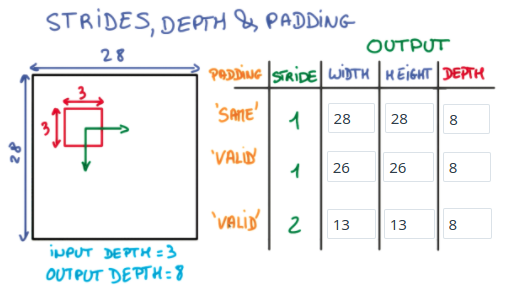 STRIDES, DEPTH & PADDING
28
28
3
3
INPUT DEPTH = 3
OUTPUT DEPTH = 8
OUTPUT
PADDING STRIDE WIDTH HEIGHT DEPTH
'SAME' 1 28 28 8
'VALID' 1 26 26 8
'VALID' 2 13 13 8